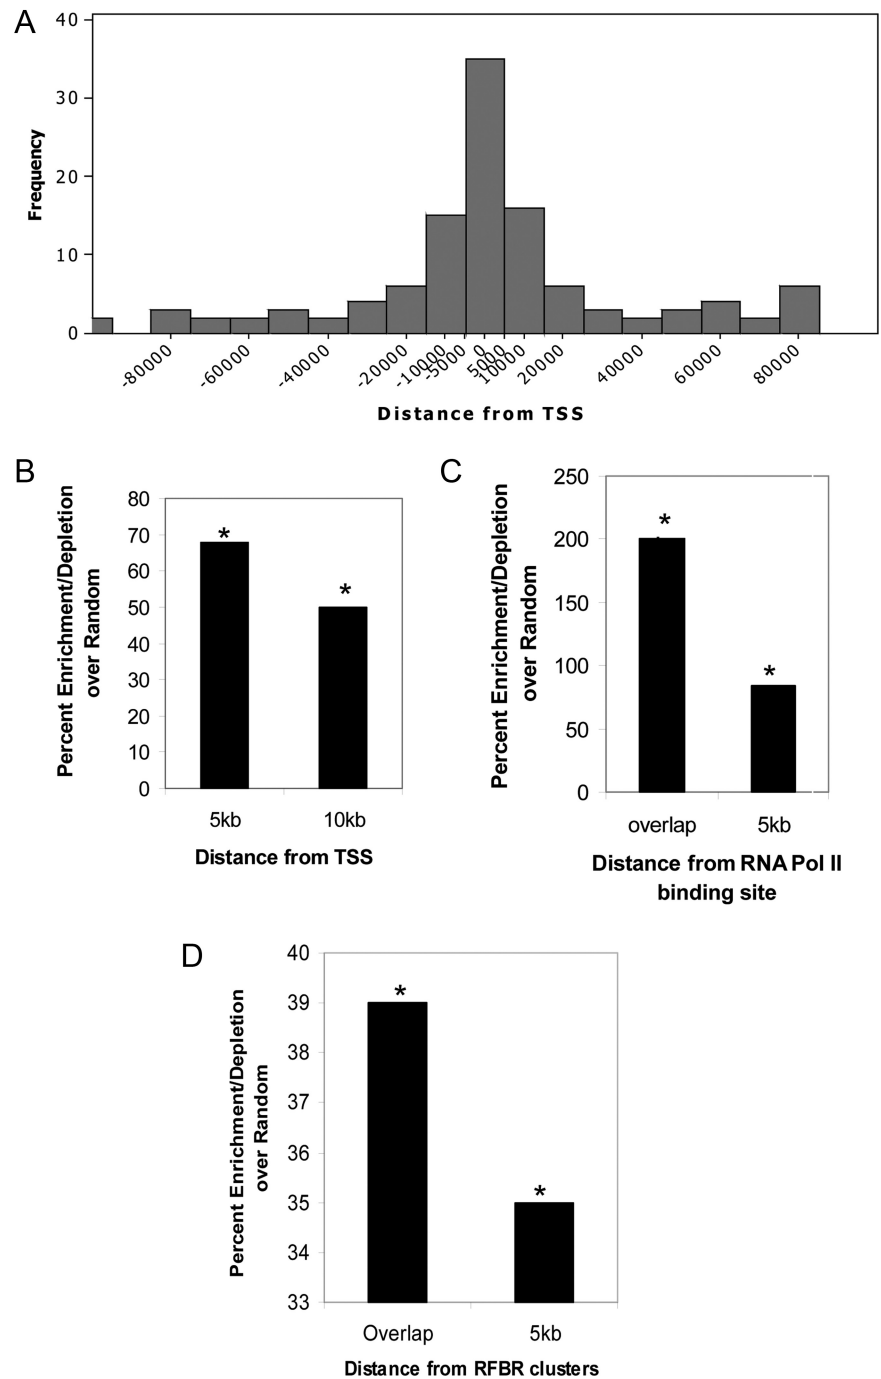 A
40
30
20
10
0
Frequency
-80000
-60000
-40000
-20000
-10000
-5000
0
5000
10000
20000
40000
60000
80000
Distance from TSS
B
Percent Enrichment/Depletion
over Random
80
70
60
50
40
30
20
10
0
*
*
5kb
10kb
Distance from TSS
C
Percent Enrichment/Depletion
over Random
250
200
150
100
50
0
*
*
overlap
5kb
Distance from RNA Pol II
binding site
D
Percent Enrichment/Depletion
over Random
40
39
38
37
36
35
34
33
*
*
Overlap
5kb
Distance from RFBR clusters